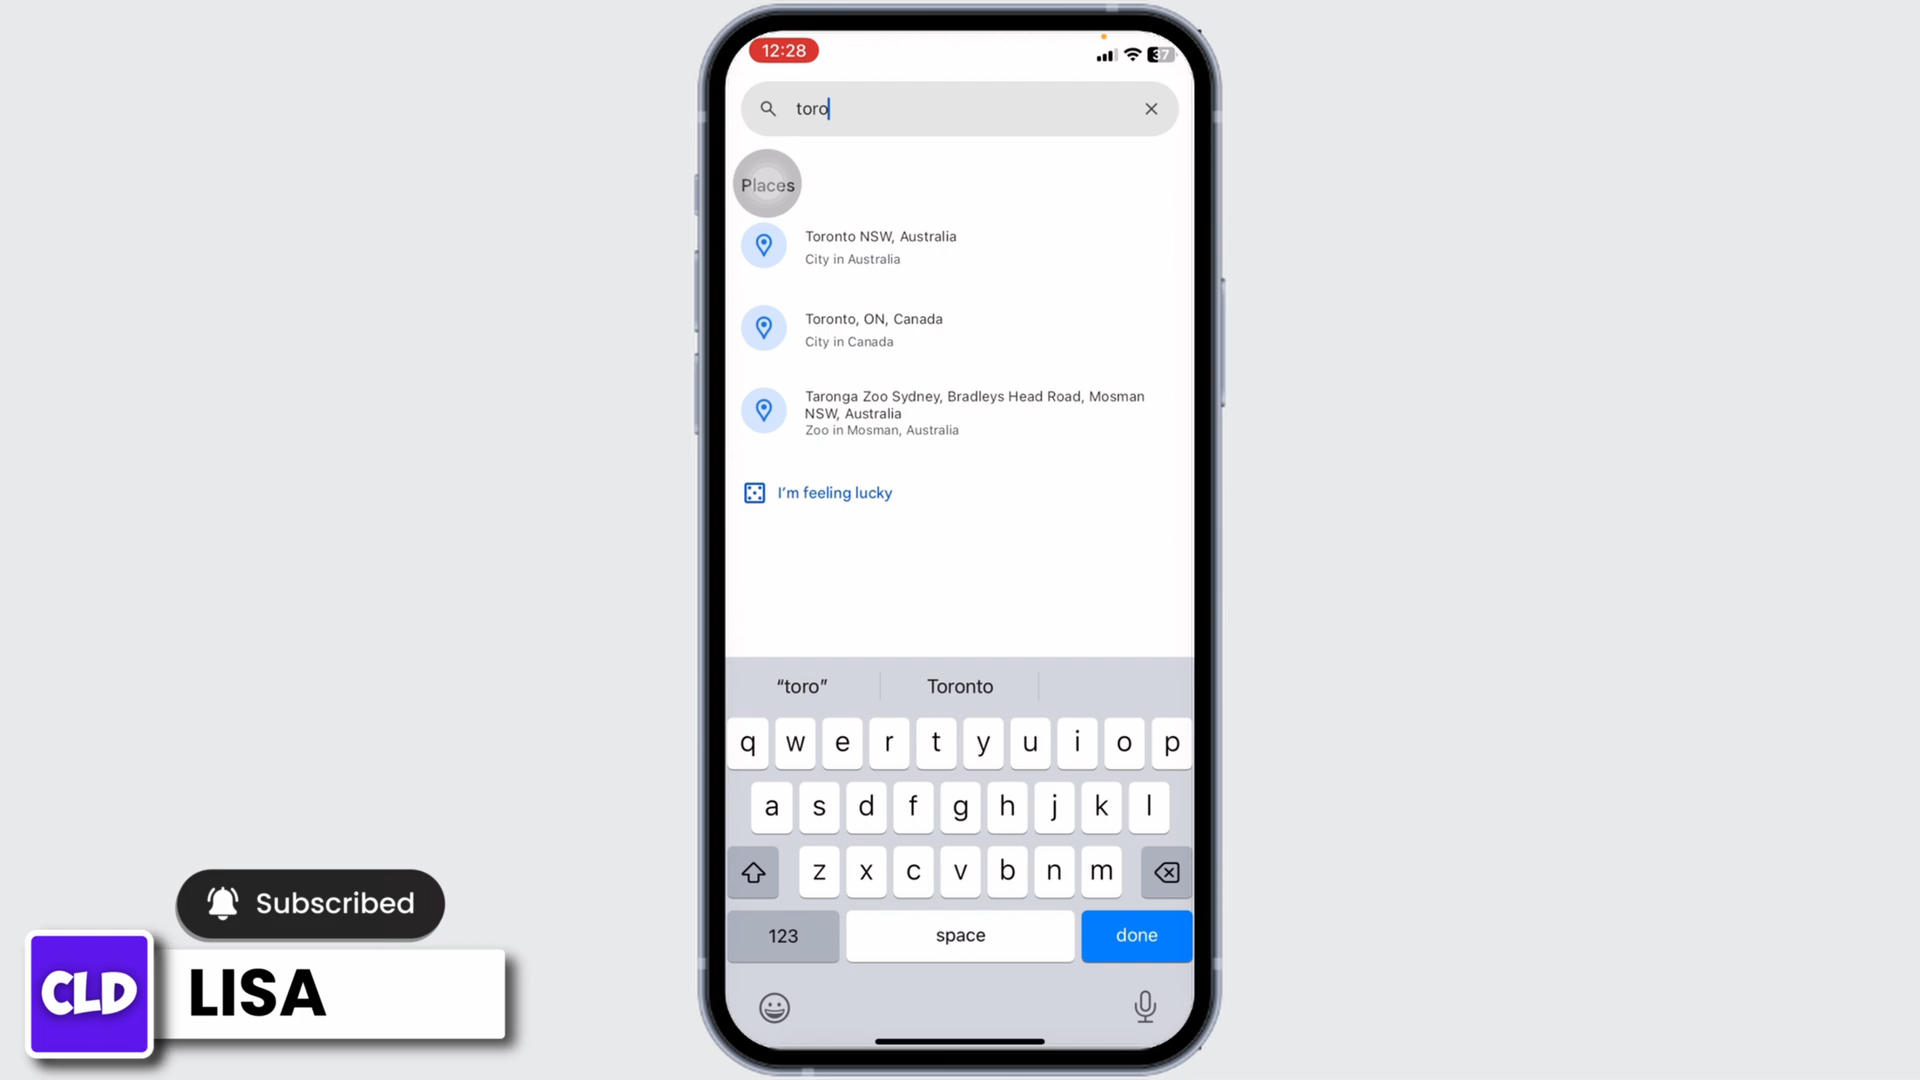 12:28
37
toro
Places
Toronto NSW, Australia
City in Australia
Toronto, ON, Canada
City in Canada
Taronga Zoo Sydney, Bradleys Head Road, Mosman
NSW, Australia
Zoo in Mosman, Australia
I'm feeling lucky
“toro” Toronto
q w e r t y u i o p
a s d f g h j k l
z x c v b n m
123 space done
Subscribed
CLD LISA